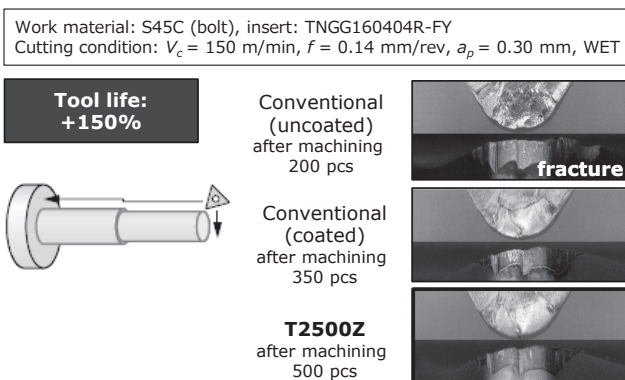 Work material: S45C (bolt), insert: TNGG160404R-FY
Cutting condition: Vc = 150 m/min, f = 0.14 mm/rev, ap = 0.30 mm, WET
Tool life:
+150%
Conventional
(uncoated)
after machining
200 pcs
fracture
Conventional
(coated)
after machining
350 pcs
T2500Z
after machining
500 pcs